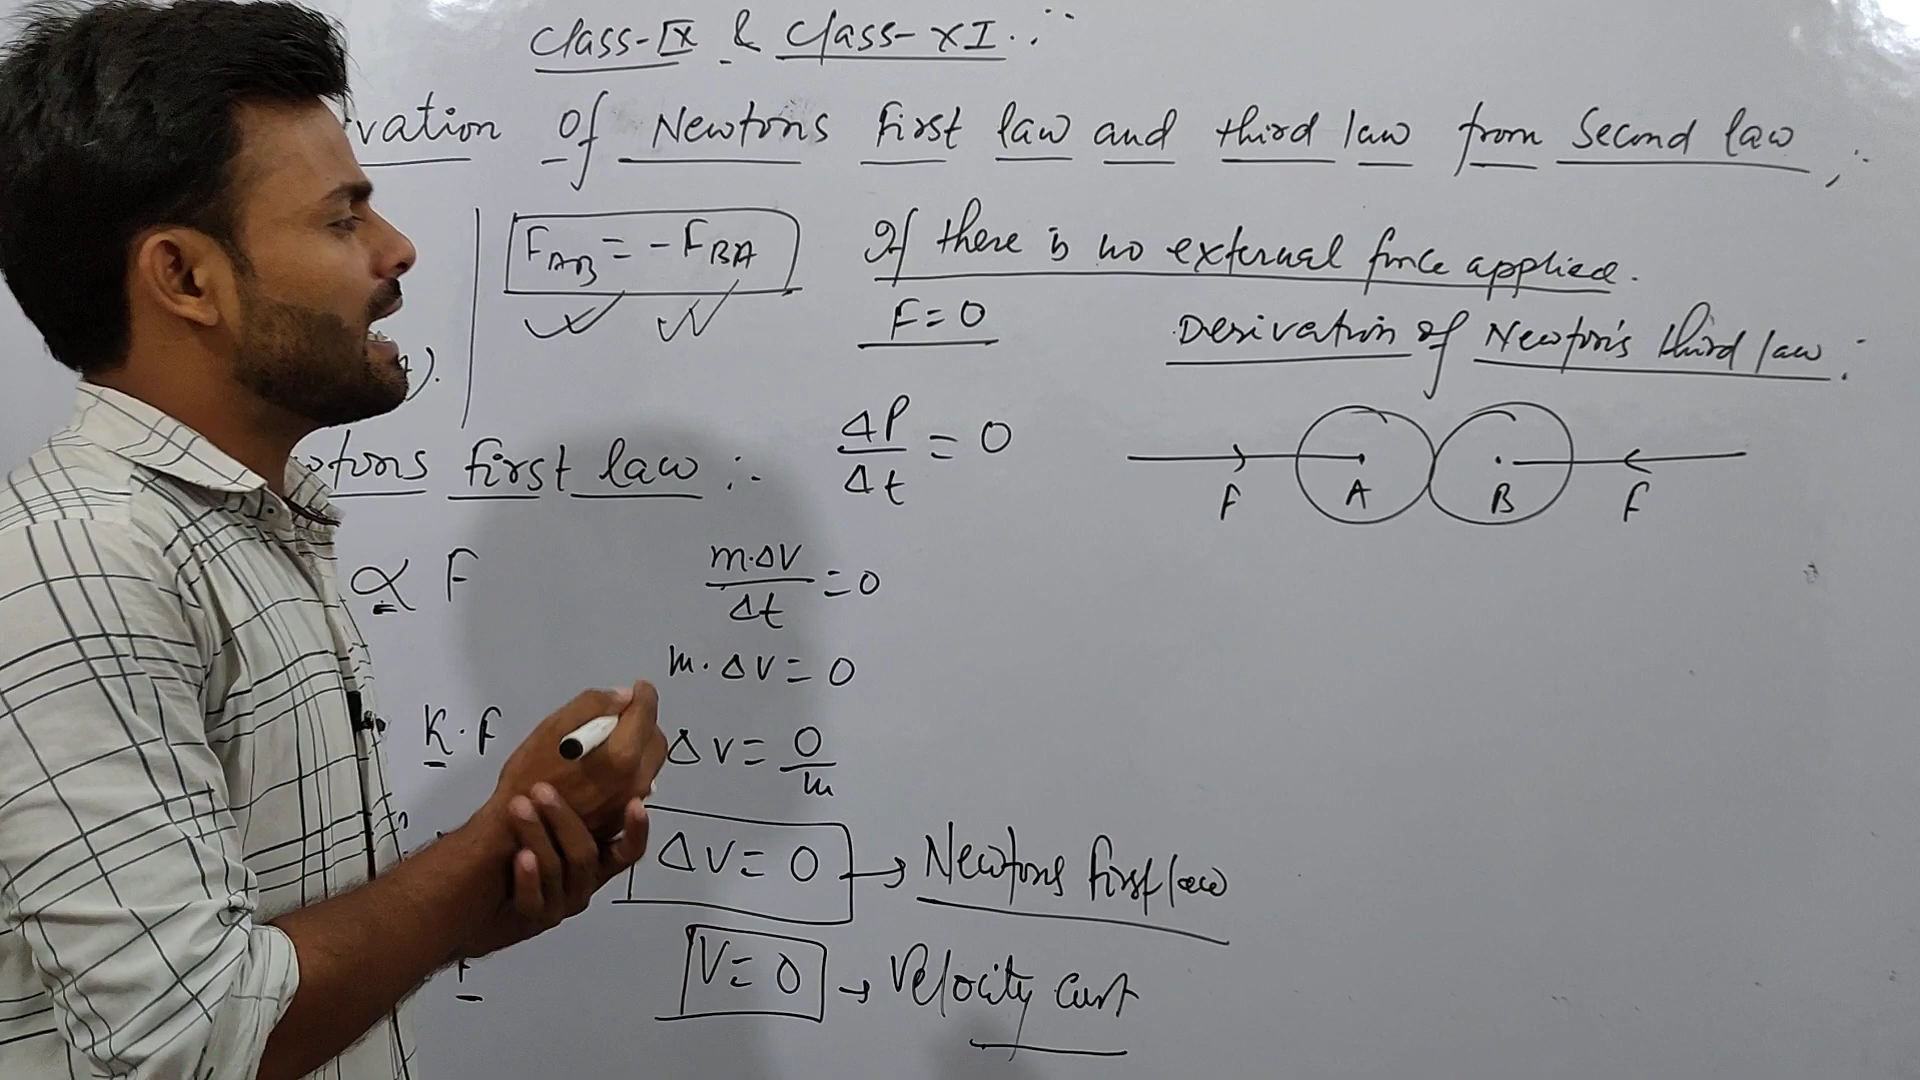 Class-IX & Class-XI :-
vation of Newtons first law and third law from Second law :-
FAB = - FBA
If there is no external force applied.
F = 0
Derivation of Newton's third law :
ΔP/Δt = 0
tons first law :-
F A B F
∝ F
m.ΔV/Δt = 0
m.ΔV = 0
K.F
ΔV = 0/m
ΔV = 0 → Newtons first law
V = 0 → Velocity const